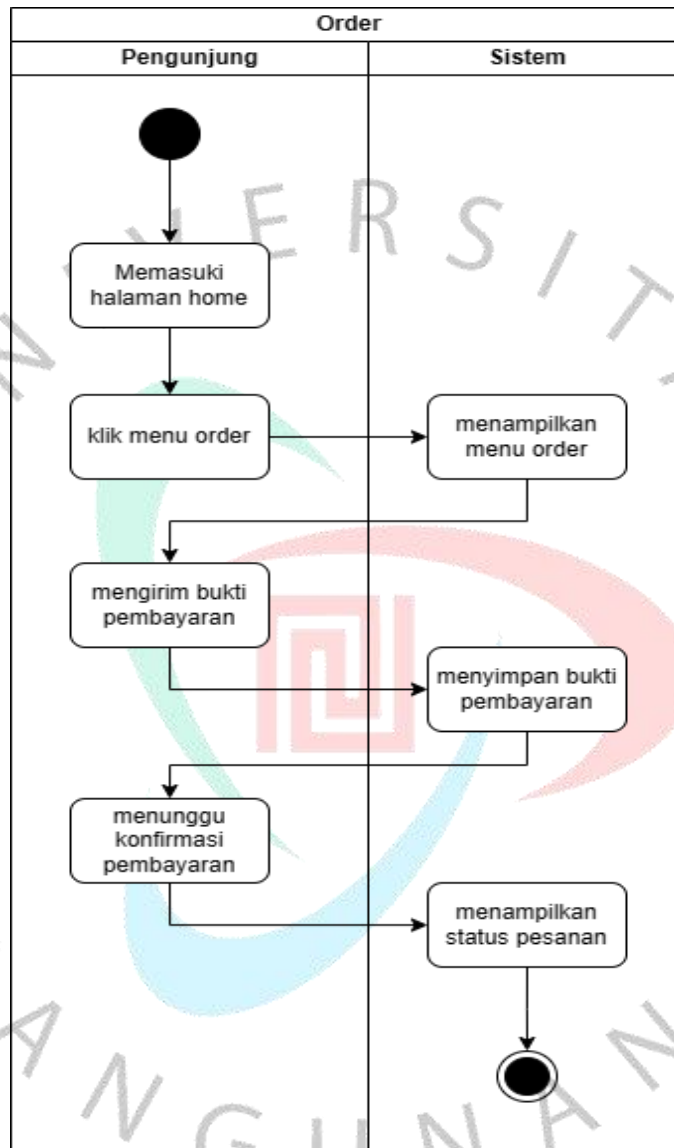 Order
Pengunjung
Sistem
Memasuki
halaman home
klik menu order
menampilkan
menu order
mengirim bukti
pembayaran
menyimpan bukti
pembayaran
menunggu
konfirmasi
pembayaran
menampilkan
status pesanan